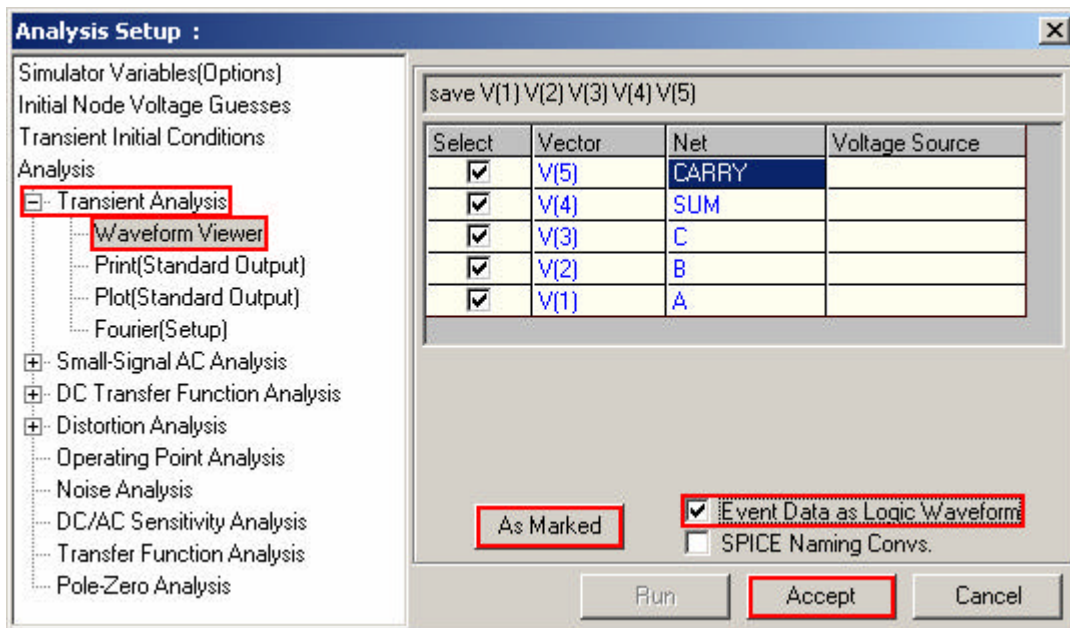 Analysis Setup :
Simulator Variables(Options)
Initial Node Voltage Guesses
Transient Initial Conditions
Analysis
Transient Analysis
Waveform Viewer
Print(Standard Output)
Plot(Standard Output)
Fourier(Setup)
Small-Signal AC Analysis
DC Transfer Function Analysis
Distortion Analysis
Operating Point Analysis
Noise Analysis
DC/AC Sensitivity Analysis
Transfer Function Analysis
Pole-Zero Analysis
save V(1) V(2) V(3) V(4) V(5)
Select Vector Net Voltage Source
V(5) CARRY
V(4) SUM
V(3) C
V(2) B
V(1) A
As Marked
Event Data as Logic Waveform
SPICE Naming Convs.
Run Accept Cancel